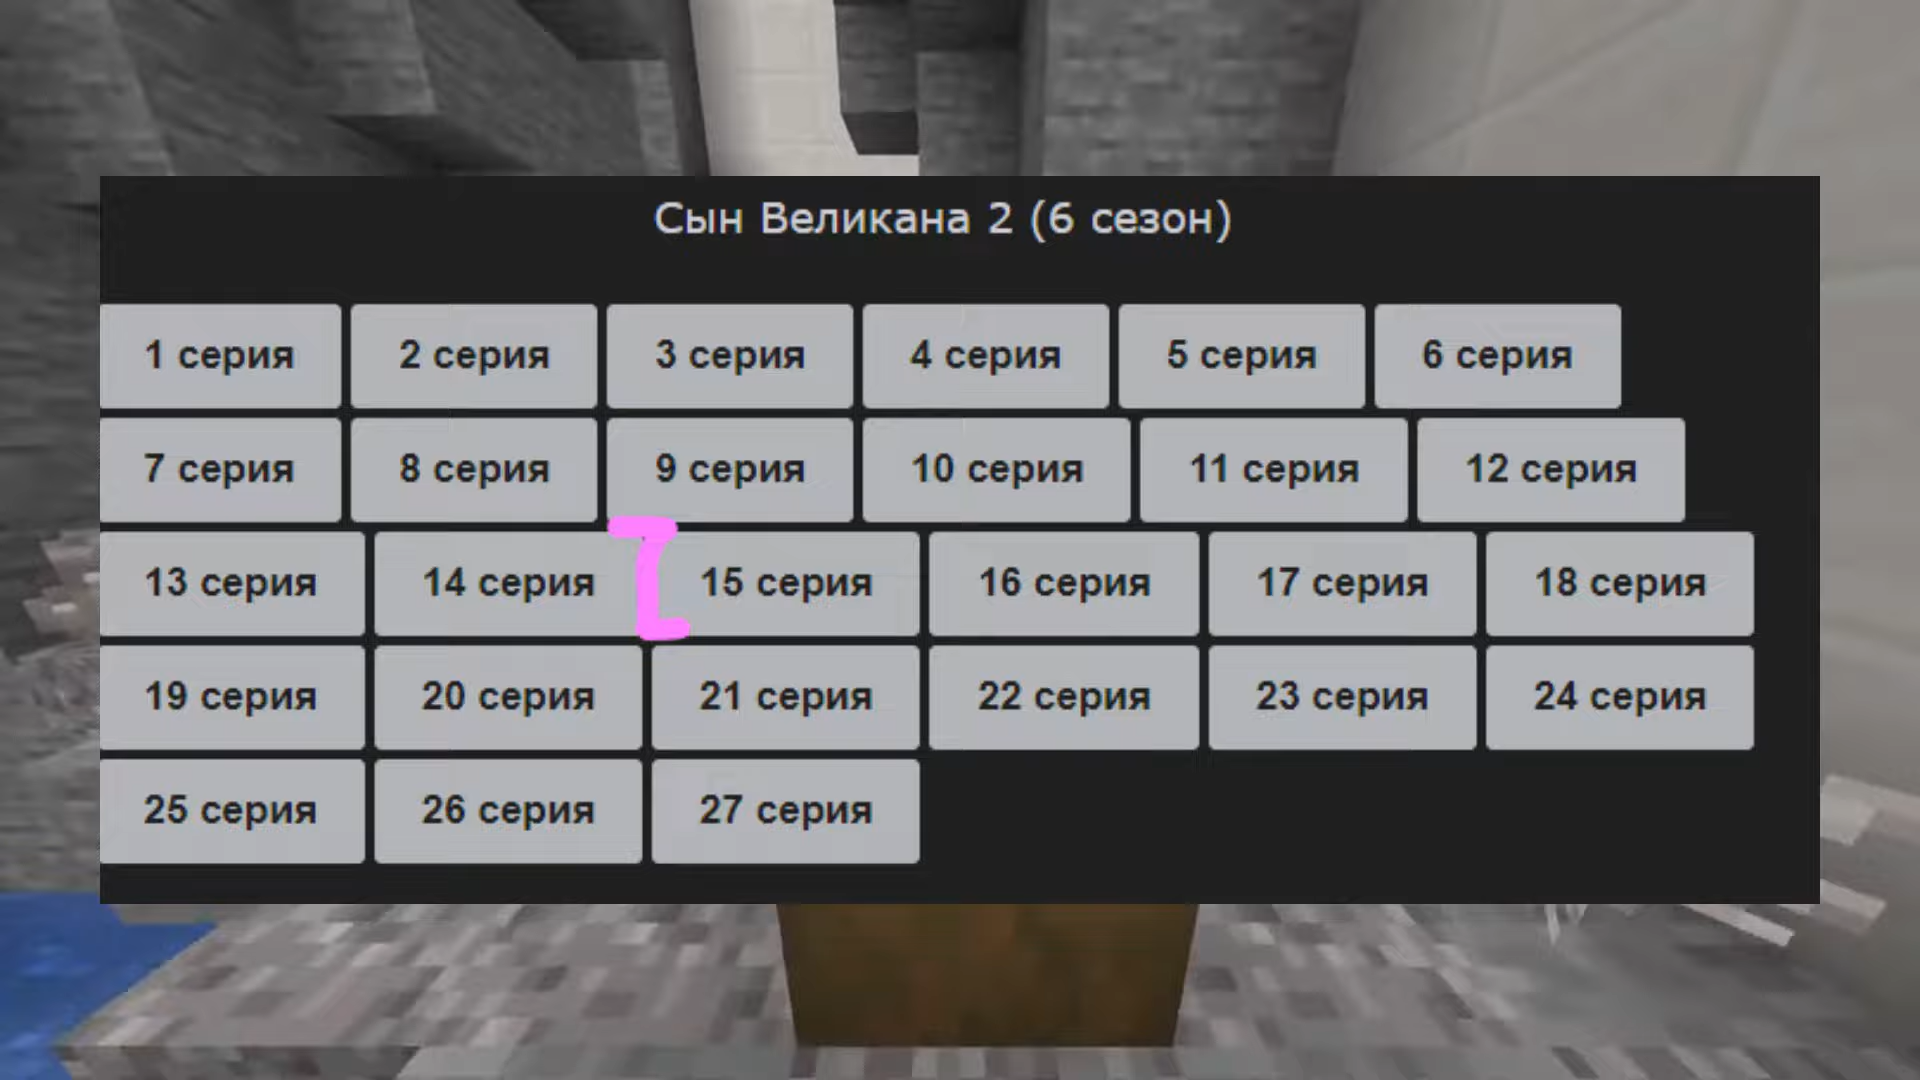 Сын Великана 2 (6 сезон)
1 серия 2 серия 3 серия 4 серия 5 серия 6 серия
7 серия 8 серия 9 серия 10 серия 11 серия 12 серия
13 серия 14 серия 15 серия 16 серия 17 серия 18 серия
19 серия 20 серия 21 серия 22 серия 23 серия 24 серия
25 серия 26 серия 27 серия